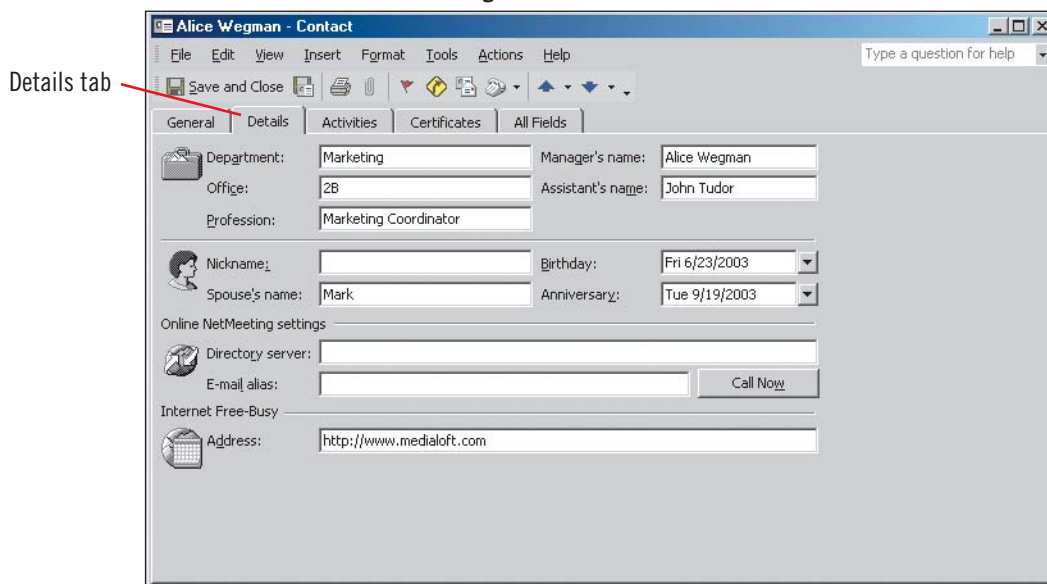 Alice Wegman - Contact
File Edit View Insert Format Tools Actions Help
Type a question for help
Details tab
Save and Close
General Details Activities Certificates All Fields
Department: Marketing Manager's name: Alice Wegman
Office: 2B Assistant's name: John Tudor
Profession: Marketing Coordinator
Nickname: Birthday: Fri 6/23/2003
Spouse's name: Mark Anniversary: Tue 9/19/2003
Online NetMeeting settings
Directory server:
E-mail alias: Call Now
Internet Free-Busy
Address: http://www.medialoft.com